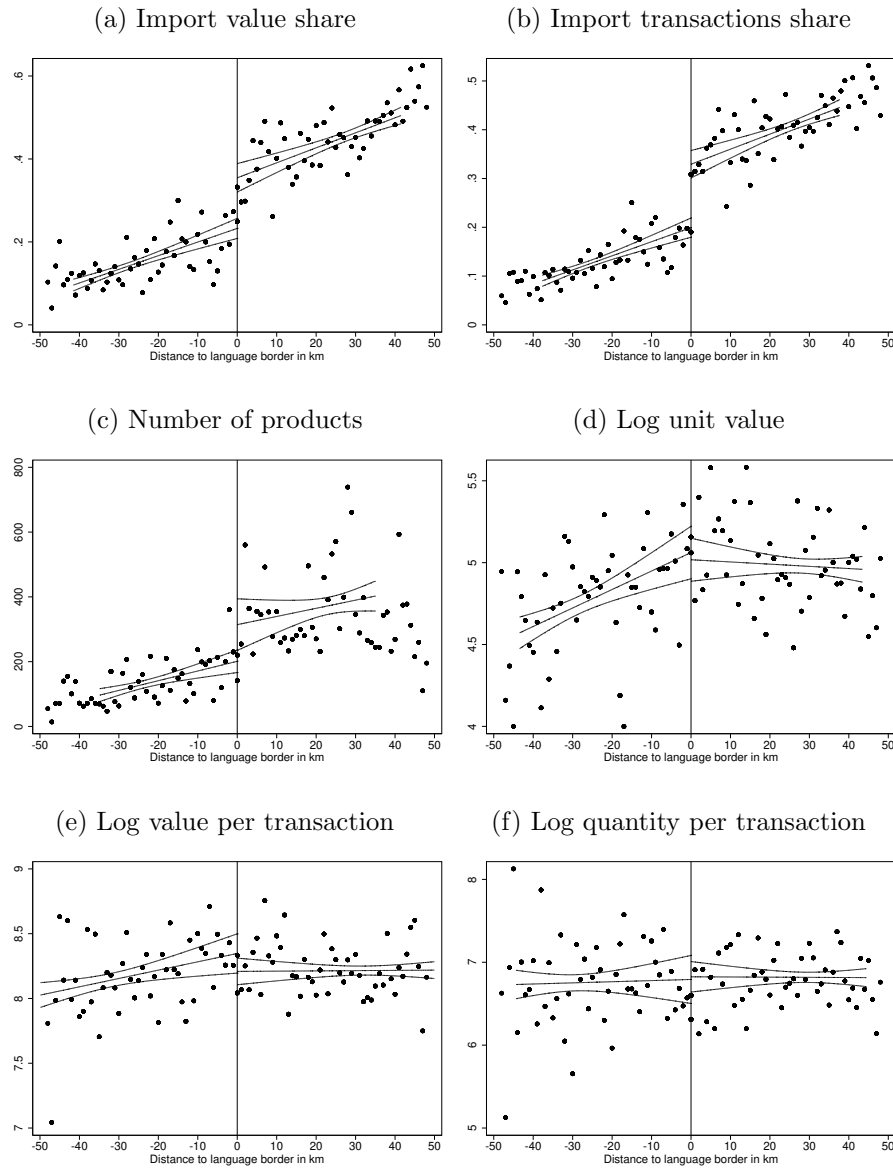 (a) Import value share
(b) Import transactions share
.6
.4
.2
0
-50 -40 -30 -20 -10 0 10 20 30 40 50
Distance to language border in km
.5
.4
.3
.2
.1
0
-50 -40 -30 -20 -10 0 10 20 30 40 50
Distance to language border in km
(c) Number of products
(d) Log unit value
800
600
400
200
0
-50 -40 -30 -20 -10 0 10 20 30 40 50
Distance to language border in km
5.5
5
4.5
4
-50 -40 -30 -20 -10 0 10 20 30 40 50
Distance to language border in km
(e) Log value per transaction
(f) Log quantity per transaction
9
8.5
8
7.5
7
-50 -40 -30 -20 -10 0 10 20 30 40 50
Distance to language border in km
8
7
6
5
-50 -40 -30 -20 -10 0 10 20 30 40 50
Distance to language border in km